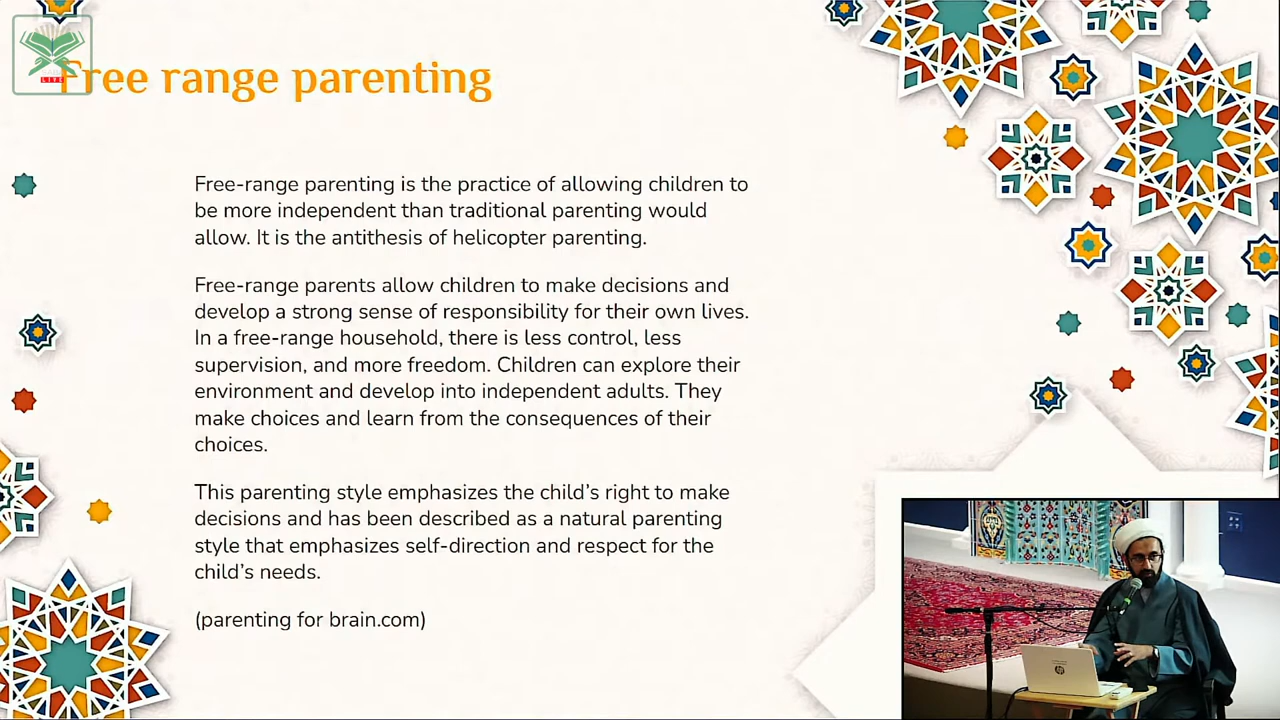 LIVE
Free range parenting
Free-range parenting is the practice of allowing children to
be more independent than traditional parenting would
allow. It is the antithesis of helicopter parenting.
Free-range parents allow children to make decisions and
develop a strong sense of responsibility for their own lives.
In a free-range household, there is less control, less
supervision, and more freedom. Children can explore their
environment and develop into independent adults. They
make choices and learn from the consequences of their
choices.
This parenting style emphasizes the child's right to make
decisions and has been described as a natural parenting
style that emphasizes self-direction and respect for the
child's needs.
(parenting for brain.com)
hp